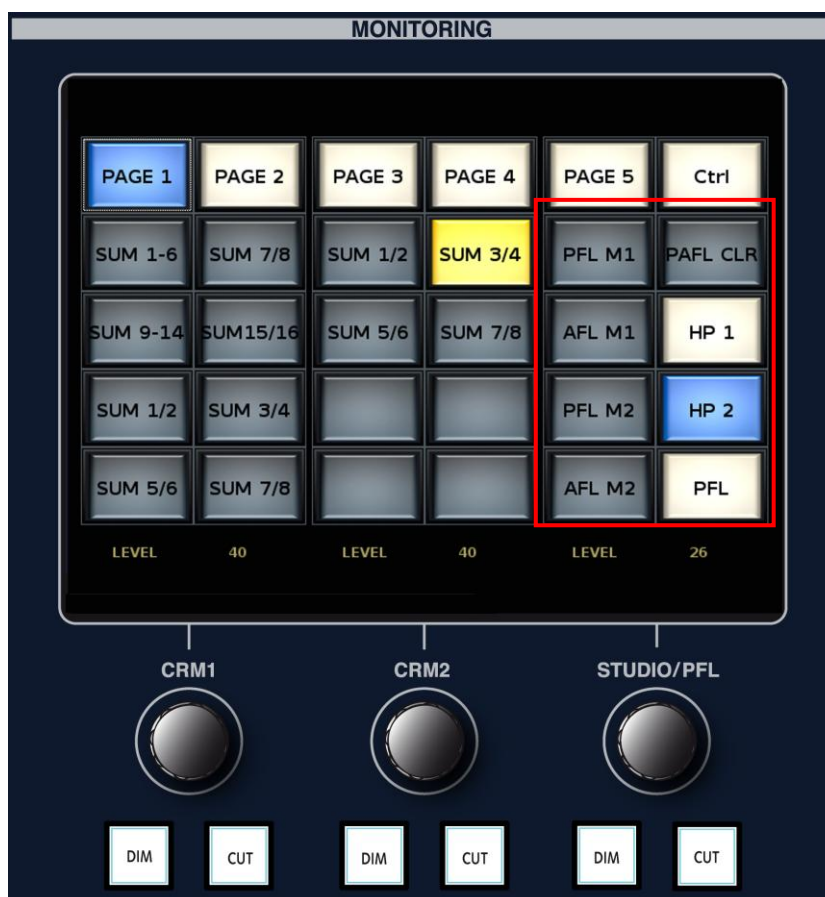 MONITORING
PAGE 1 PAGE 2 PAGE 3 PAGE 4 PAGE 5 Ctrl
SUM 1-6 SUM 7/8 SUM 1/2 SUM 3/4 PFL M1 PAFL CLR
SUM 9-14 SUM15/16 SUM 5/6 SUM 7/8 AFL M1 HP 1
SUM 1/2 SUM 3/4 PFL M2 HP 2
SUM 5/6 SUM 7/8 AFL M2 PFL
LEVEL 40 LEVEL 40 LEVEL 26
CRM1 CRM2 STUDIO/PFL
DIM CUT DIM CUT DIM CUT